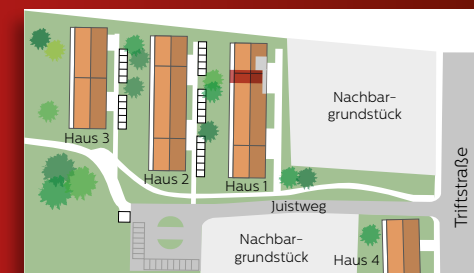 Nachbar-
grundstück
Haus 3
Haus 2
Haus 1
Triftstraße
Juistweg
Nachbar-
grundstück
Haus 4